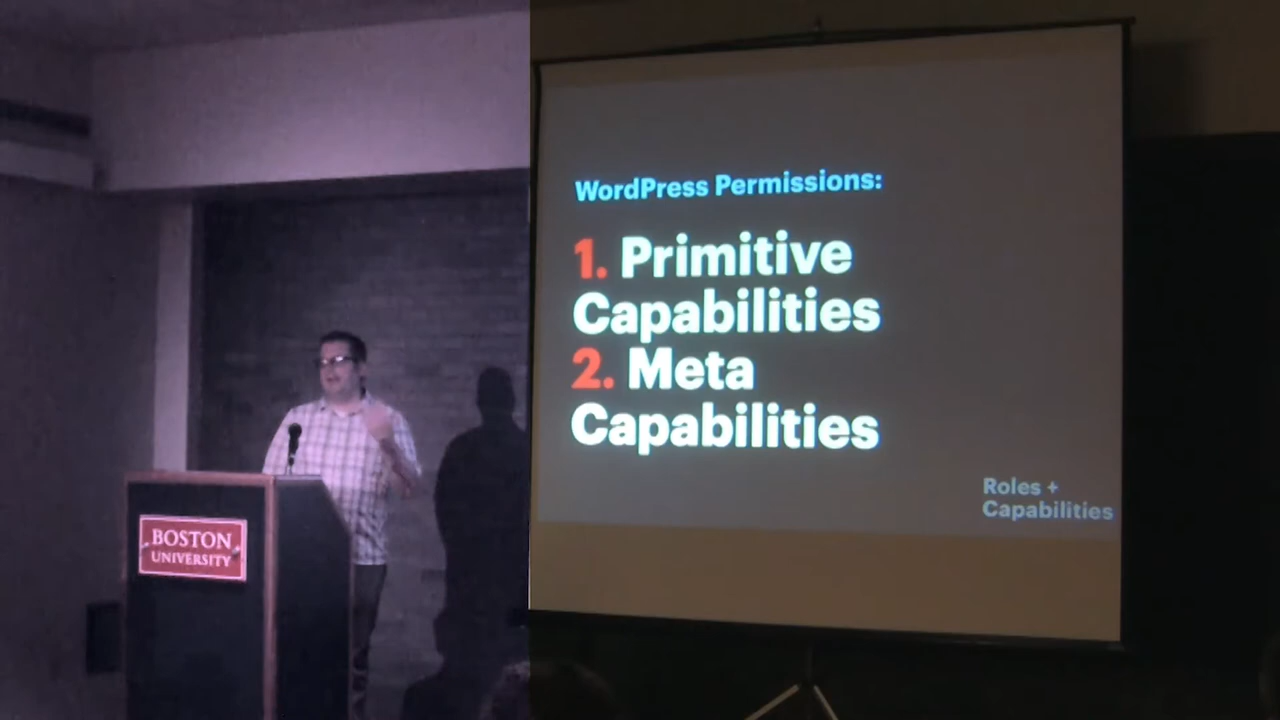 BOSTON
UNIVERSITY
WordPress Permissions:
1. Primitive
Capabilities
2. Meta
Capabilities
Roles +
Capabilities